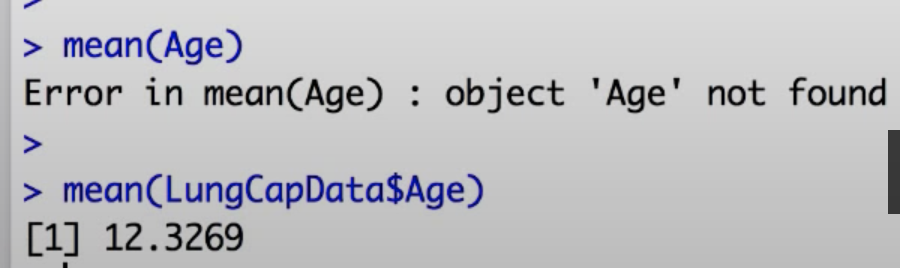 >
> mean(Age)
Error in mean(Age) : object 'Age' not found
>
> mean(LungCapData$Age)
[1] 12.3269